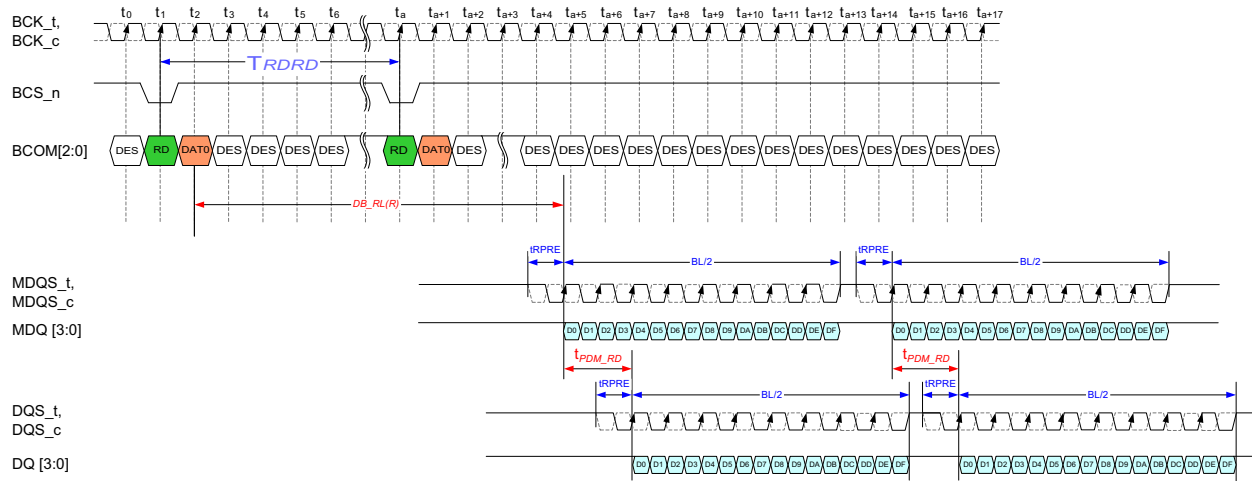 t0 t1 t2 t3 t4 t5 t6 ta ta+1 ta+2 ta+3 ta+4 ta+5 ta+6 ta+7 ta+8 ta+9 ta+10 ta+11 ta+12 ta+13 ta+14 ta+15 ta+16 ta+17
BCK_t,
BCK_c
TRDRD
BCS_n
BCOM[2:0] DES RD DAT0 DES DES DES DES RD DAT0 DES DES DES DES DES DES DES DES DES DES DES DES DES DES DES
DB_RL(R)
tRPRE BL/2 tRPRE BL/2
MDQS_t,
MDQS_c
MDQ [3:0] D0 D1 D2 D3 D4 D5 D6 D7 D8 D9 DA DB DC DD DE DF D0 D1 D2 D3 D4 D5 D6 D7 D8 D9 DA DB DC DD DE DF
tPDM_RD tPDM_RD
tRPRE BL/2 tRPRE BL/2
DQS_t,
DQS_c
DQ [3:0] D0 D1 D2 D3 D4 D5 D6 D7 D8 D9 DA DB DC DD DE DF D0 D1 D2 D3 D4 D5 D6 D7 D8 D9 DA DB DC DD DE DF